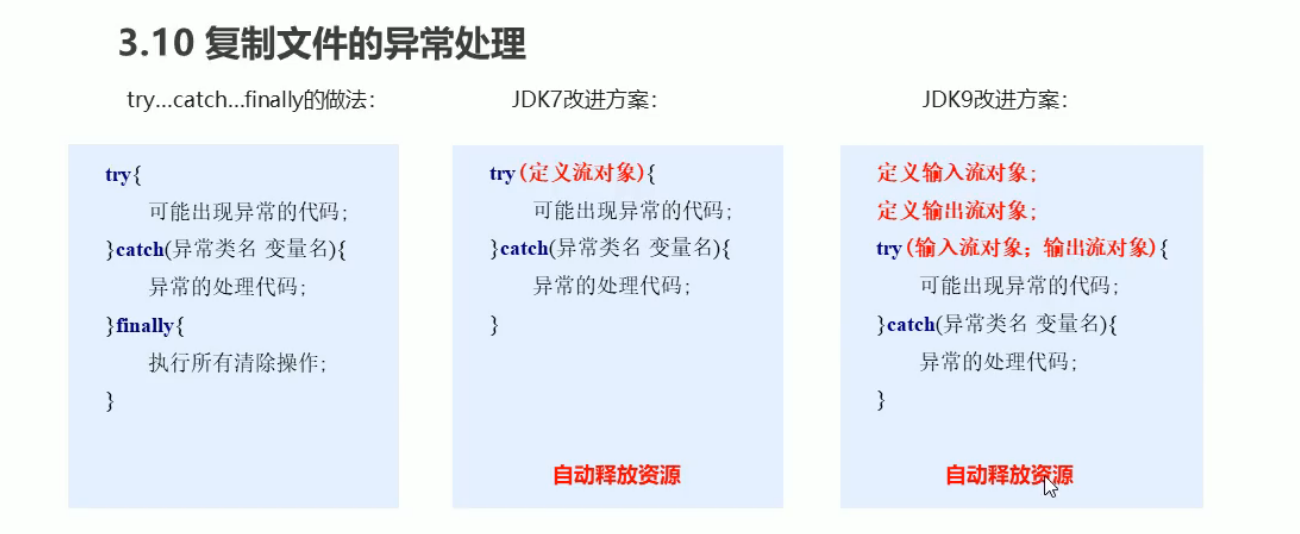 3.10 复制文件的异常处理
try...catch...finally的做法：
try{
可能出现异常的代码;
}catch(异常类名 变量名){
异常的处理代码;
}finally{
执行所有清除操作;
}
JDK7改进方案：
try(定义流对象){
可能出现异常的代码;
}catch(异常类名 变量名){
异常的处理代码;
}
自动释放资源
JDK9改进方案：
定义输入流对象;
定义输出流对象;
try(输入流对象; 输出流对象){
可能出现异常的代码;
}catch(异常类名 变量名){
异常的处理代码;
}
自动释放资源